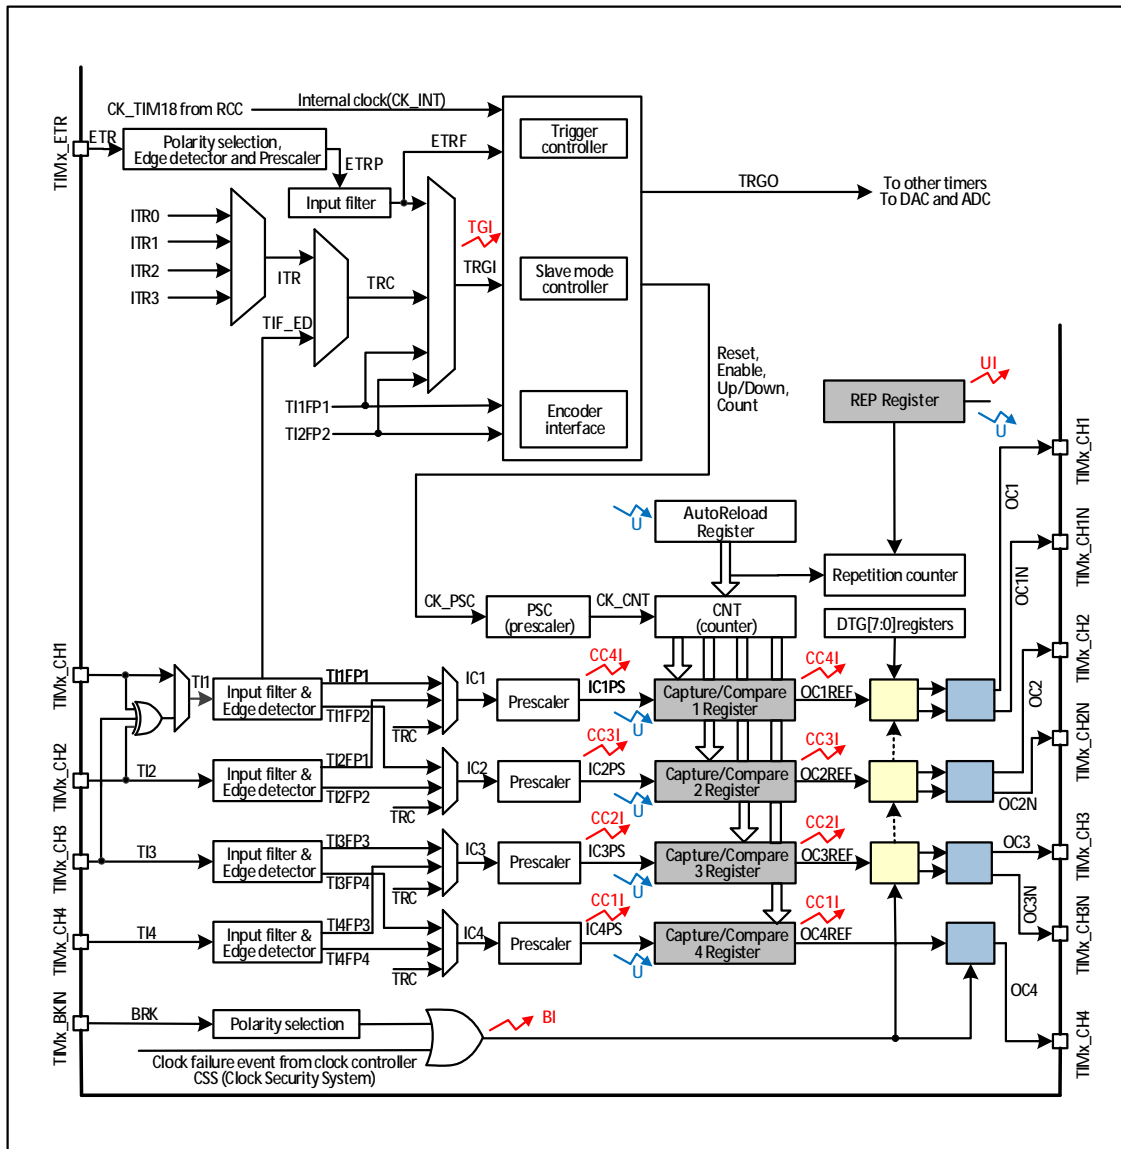 CK_TIM18 from RCC
Internal clock(CK_INT)
TIMx_ETR
ETR
Polarity selection,
Edge detector and Prescaler
ETRP
ETRF
Input filter
Trigger
controller
TRGO
To other timers
To DAC and ADC
ITR0
ITR1
ITR2
ITR3
ITR
TRC
TGI
TRGI
Slave mode
controller
TIF_ED
Reset,
Enable,
Up/Down,
Count
TI1FP1
TI2FP2
Encoder
interface
UI
REP Register
U
TIMx_CH1
OC1
U
AutoReload
Register
TIMx_CH1N
OC1N
Repetition counter
CK_PSC
PSC
(prescaler)
CK_CNT
CNT
(counter)
DTG[7:0]registers
TIMx_CH1
TI1
Input filter &
Edge detector
TI1FP1
TI1FP2
TRC
IC1
Prescaler
CC4I
IC1PS
U
Capture/Compare
1 Register
CC4I
OC1REF
TIMx_CH2
OC2
TIMx_CH2
TI2
Input filter &
Edge detector
TI2FP1
TI2FP2
TRC
IC2
Prescaler
CC3I
IC2PS
U
Capture/Compare
2 Register
CC3I
OC2REF
TIMx_CH2N
OC2N
TIMx_CH3
TI3
Input filter &
Edge detector
TI3FP3
TI3FP4
TRC
IC3
Prescaler
CC2I
IC3PS
U
Capture/Compare
3 Register
CC2I
OC3REF
OC3
TIMx_CH3
OC3N
TIMx_CH3N
TIMx_CH4
TI4
Input filter &
Edge detector
TI4FP3
TI4FP4
TRC
IC4
Prescaler
CC1I
IC4PS
U
Capture/Compare
4 Register
CC1I
OC4REF
OC4
TIMx_CH4
TIMx_BKIN
BRK
Polarity selection
BI
Clock failure event from clock controller
CSS (Clock Security System)